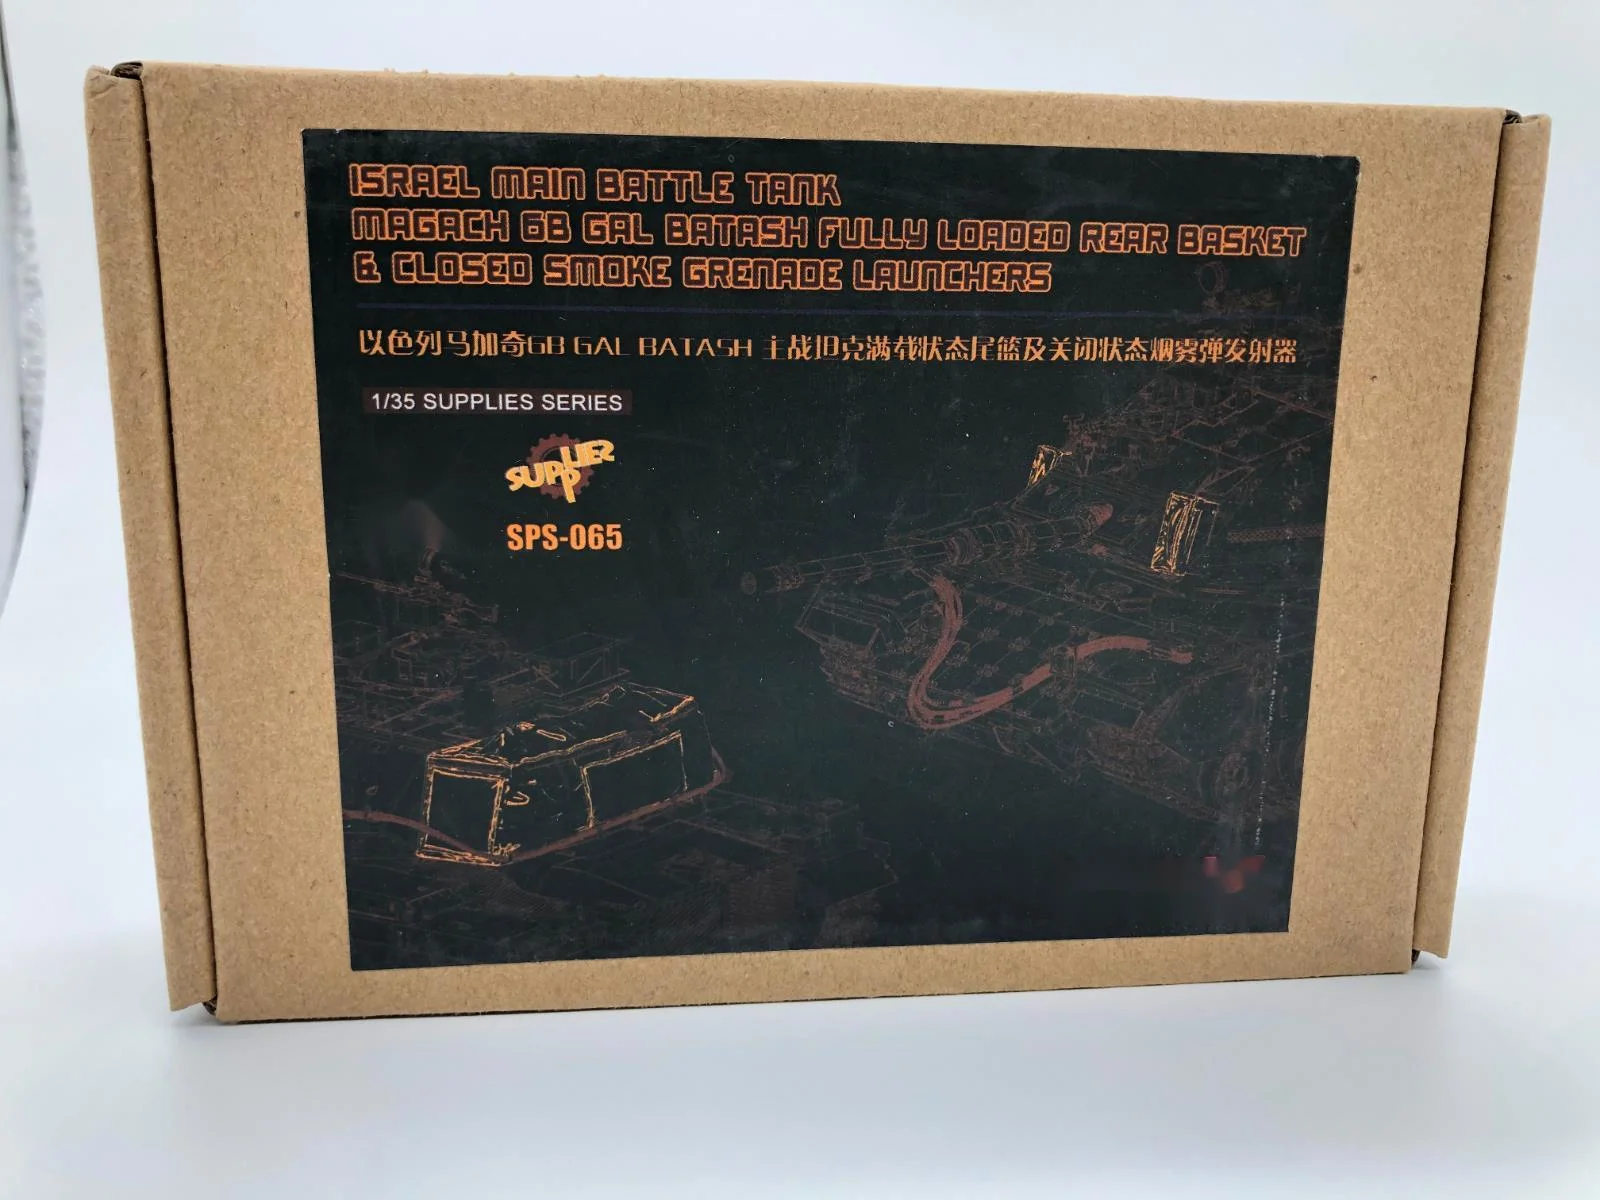 ISRAEL MAIN BATTLE TANK
MAGACH 6B GAL BATASH FULLY LOADED REAR BASKET
& CLOSED SMOKE GRENADE LAUNCHERS
以色列马加奇6B GAL BATASH 主战坦克满载状态尾篮及关闭状态烟雾弹发射器
1/35 SUPPLIES SERIES
SUPPLIES
SPS-065